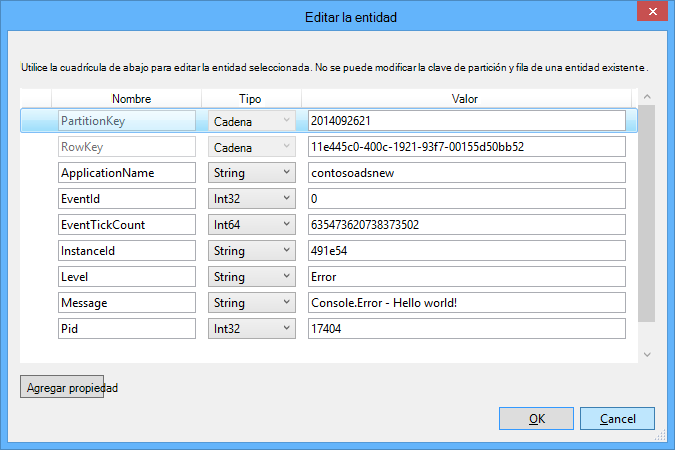 Editar la entidad
Utilice la cuadrícula de abajo para editar la entidad seleccionada. No se puede modificar la clave de partición y fila de una entidad existente.
Nombre Tipo Valor
PartitionKey Cadena 2014092621
RowKey Cadena 11e445c0-400c-1921-93f7-00155d50bb52
ApplicationName String contosoadsnew
EventId Int32 0
EventTickCount Int64 635473620738373502
InstanceId String 491e54
Level String Error
Message String Console.Error - Hello world!
Pid Int32 17404
Agregar propiedad
OK Cancel